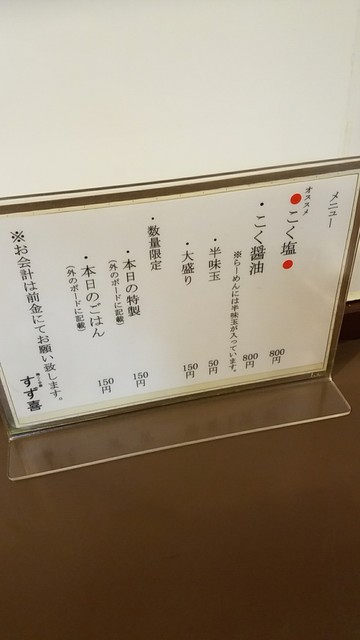 メニュー
オススメ
●こく塩● 800円
・こく醤油 800円
※らーめんには半味玉が入っています。
・半味玉 50円
・大盛り 150円
・数量限定
・本日の特製 150円
(外のボードに記載)
・本日のごはん 150円
(外のボードに記載)
※お会計は前金にてお願い致します。
すず喜